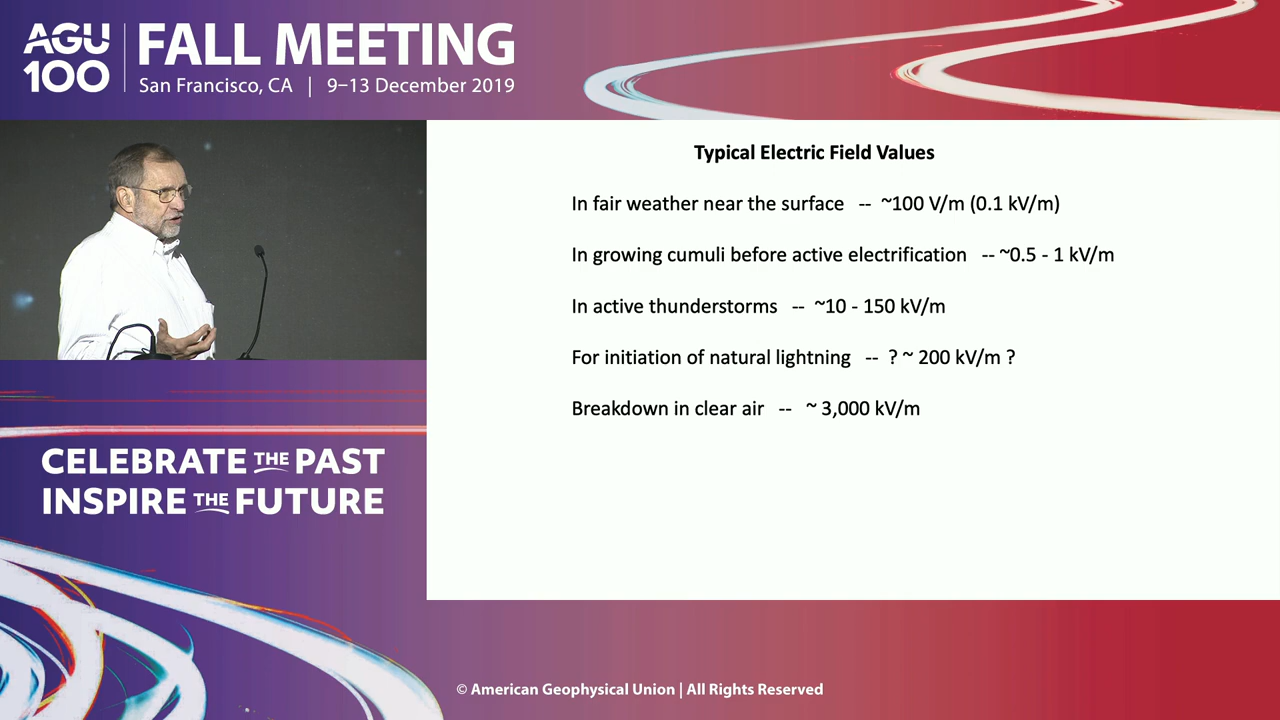 AGU
100
FALL MEETING
San Francisco, CA | 9–13 December 2019
Typical Electric Field Values
In fair weather near the surface -- ~100 V/m (0.1 kV/m)
In growing cumuli before active electrification -- ~0.5 - 1 kV/m
In active thunderstorms -- ~10 - 150 kV/m
For initiation of natural lightning -- ? ~ 200 kV/m ?
Breakdown in clear air -- ~ 3,000 kV/m
CELEBRATE THE PAST
INSPIRE THE FUTURE
© American Geophysical Union | All Rights Reserved